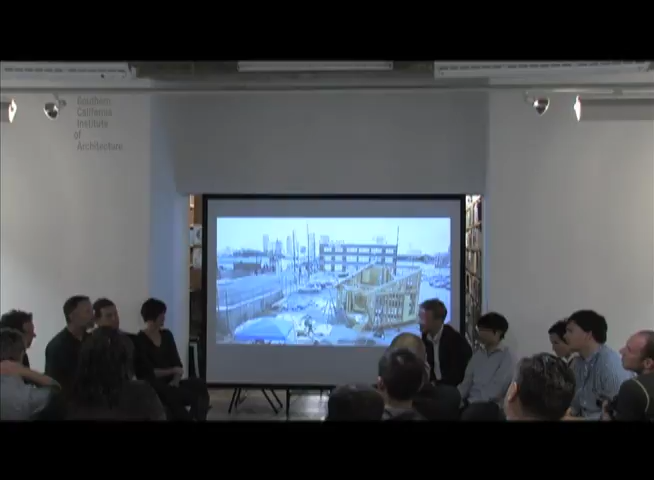 Southern
California
Institute
of
Architecture